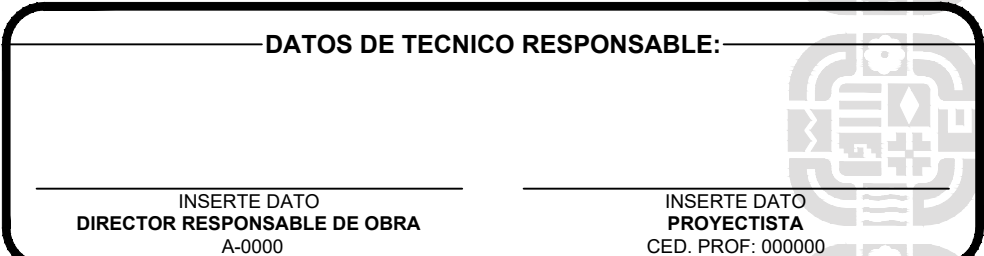 DATOS DE TECNICO RESPONSABLE:
INSERTE DATO
DIRECTOR RESPONSABLE DE OBRA
A-0000
INSERTE DATO
PROYECTISTA
CED. PROF: 000000